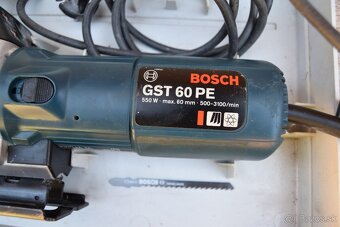 BOSCH
GST 60 PE
550 W · max. 60 mm · 500-3100/min
BOSCH